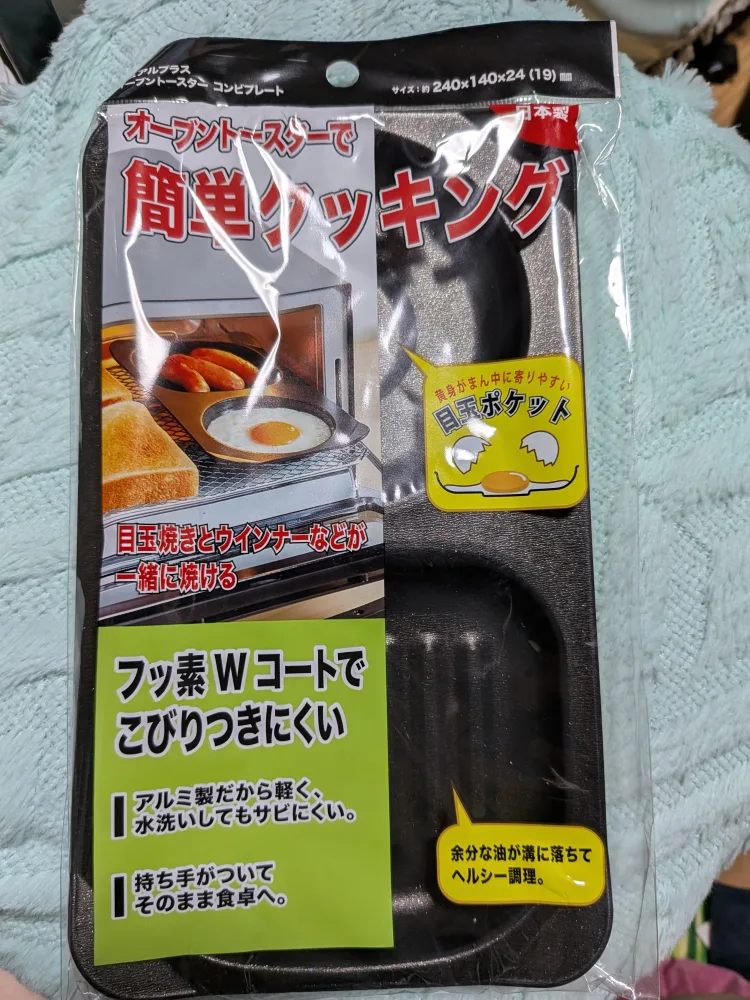 アルプラス
オーブントースター コンビプレート
サイズ:約 240×140×24 (19) ㎜
日本製
オーブントースターで
簡単クッキング
黄身がまん中に寄りやすい
目玉ポケット
目玉焼きとウインナーなどが
一緒に焼ける
フッ素Wコートで
こびりつきにくい
アルミ製だから軽く、
水洗いしてもサビにくい。
持ち手がついて
そのまま食卓へ。
余分な油が溝に落ちて
ヘルシー調理。